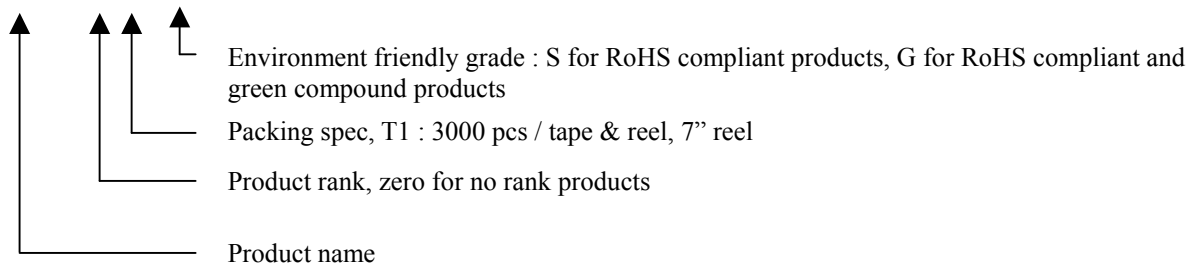 Environment friendly grade : S for RoHS compliant products, G for RoHS compliant and
green compound products
Packing spec, T1 : 3000 pcs / tape & reel, 7” reel
Product rank, zero for no rank products
Product name